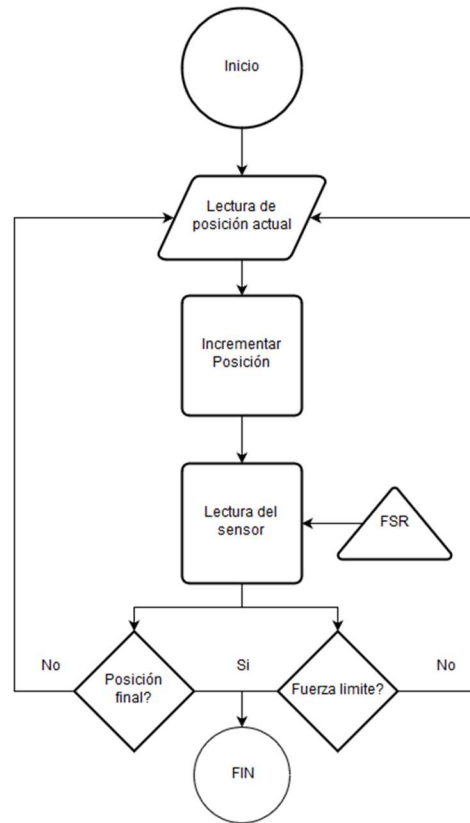 Inicio
Lectura de
posición actual
Incrementar
Posición
Lectura del
sensor
FSR
No
Posición
final?
Si
Fuerza limite?
No
FIN